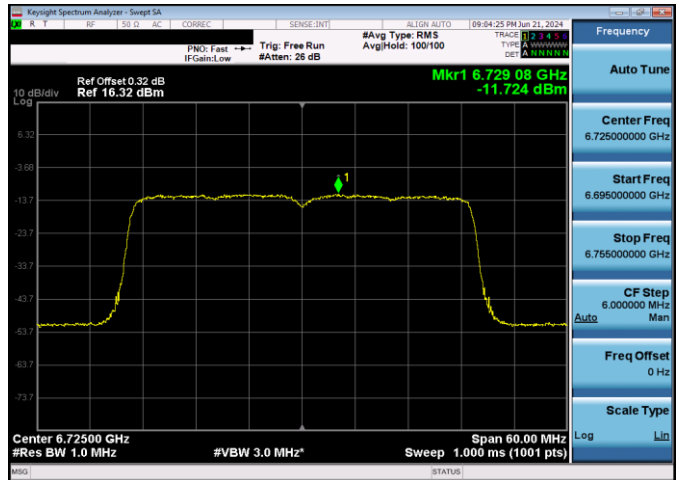 Keysight Spectrum Analyzer - Swept SA
R T RF 50 Ω AC CORREC SENSE:INT ALIGN AUTO 09:04:25 PM Jun 21, 2024
PNO: Fast
IFGain:Low
Trig: Free Run
#Atten: 26 dB
#Avg Type: RMS
Avg|Hold: 100/100
TRACE 1 2 3 4 5 6
TYPE A WWWWW
DET A N N N N N
Ref Offset 0.32 dB
10 dB/div Ref 16.32 dBm
Log
Mkr1 6.729 08 GHz
-11.724 dBm
6.32
-3.68
-13.7
-23.7
-33.7
-43.7
-53.7
-63.7
-73.7
1
Center 6.72500 GHz
#Res BW 1.0 MHz
#VBW 3.0 MHz*
Span 60.00 MHz
Sweep 1.000 ms (1001 pts)
MSG
STATUS
Frequency
Auto Tune
Center Freq
6.725000000 GHz
Start Freq
6.695000000 GHz
Stop Freq
6.755000000 GHz
CF Step
6.000000 MHz
Auto Man
Freq Offset
0 Hz
Scale Type
Log Lin